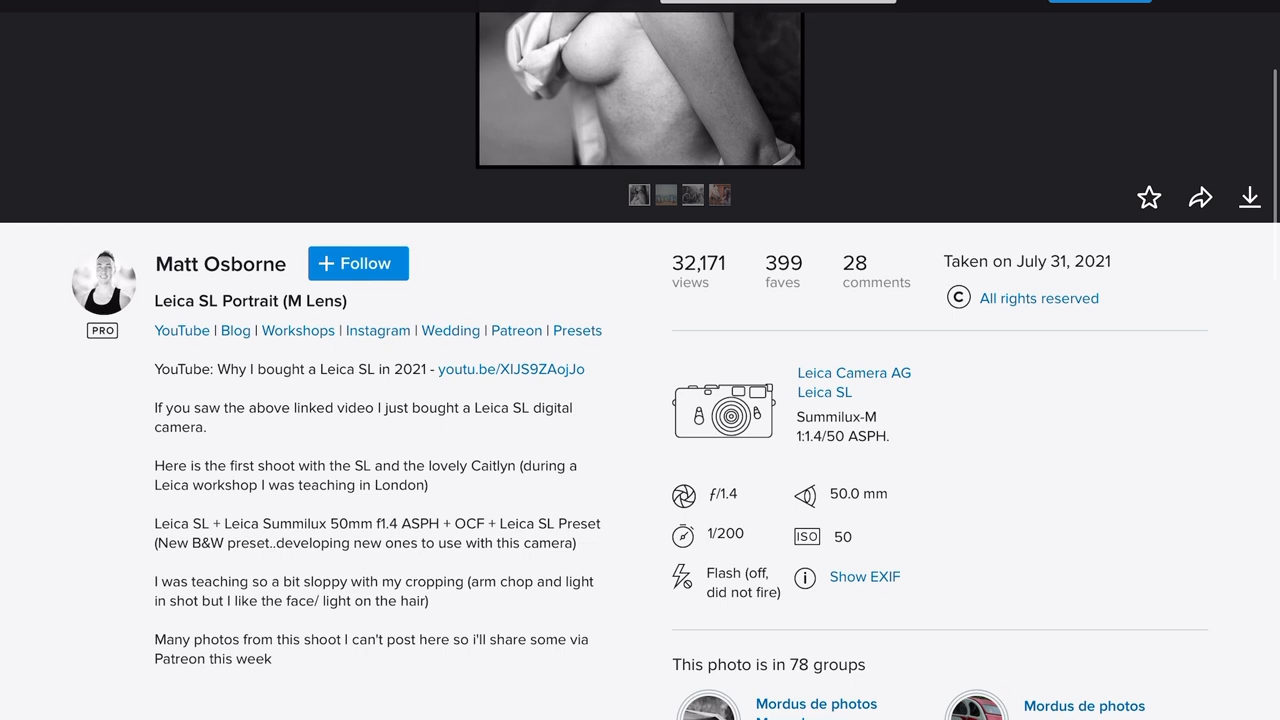 Matt Osborne
+ Follow
PRO
Leica SL Portrait (M Lens)
YouTube | Blog | Workshops | Instagram | Wedding | Patreon | Presets
YouTube: Why I bought a Leica SL in 2021 - youtu.be/XIJS9ZAojJo
If you saw the above linked video I just bought a Leica SL digital
camera.
Here is the first shoot with the SL and the lovely Caitlyn (during a
Leica workshop I was teaching in London)
Leica SL + Leica Summilux 50mm f1.4 ASPH + OCF + Leica SL Preset
(New B&W preset..developing new ones to use with this camera)
I was teaching so a bit sloppy with my cropping (arm chop and light
in shot but I like the face/ light on the hair)
Many photos from this shoot I can't post here so i'll share some via
Patreon this week
32,171
views
399
faves
28
comments
Taken on July 31, 2021
© All rights reserved
Leica Camera AG
Leica SL
Summilux-M
1:1.4/50 ASPH.
ƒ/1.4
50.0 mm
1/200
ISO 50
Flash (off,
did not fire)
Show EXIF
This photo is in 78 groups
Mordus de photos
Mordus de photos